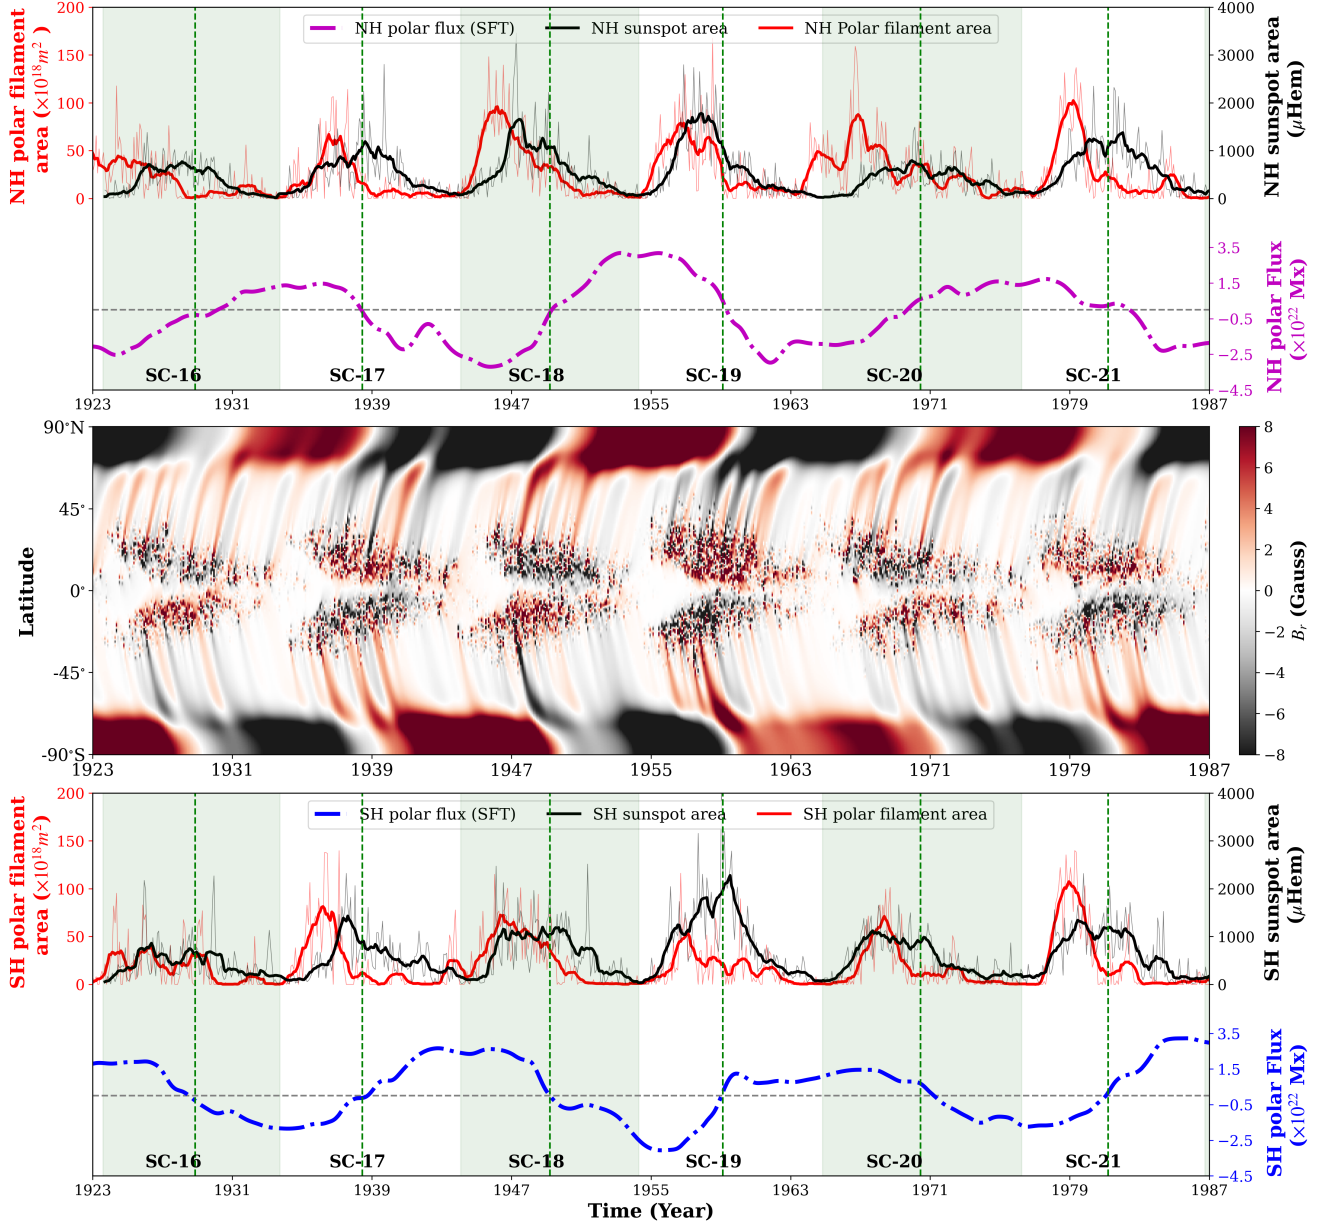 NH polar filament
area (×10¹⁸m²)
200
150
100
50
0
NH polar flux (SFT)
NH sunspot area
NH Polar filament area
4000
3000
2000
1000
0
NH sunspot area
(μHem)
3.5
1.5
−0.5
−2.5
−4.5
NH polar Flux
(×10²² Mx)
SC-16
SC-17
SC-18
SC-19
SC-20
SC-21
1923
1931
1939
1947
1955
1963
1971
1979
1987
Latitude
90°N
45°
0°
-45°
-90°S
1923
1931
1939
1947
1955
1963
1971
1979
1987
8
6
4
2
0
−2
−4
−6
−8
Bᵣ (Gauss)
SH polar filament
area (×10¹⁸m²)
200
150
100
50
0
SH polar flux (SFT)
SH sunspot area
SH polar filament area
4000
3000
2000
1000
0
SH sunspot area
(μHem)
3.5
1.5
−0.5
−2.5
−4.5
SH polar Flux
(×10²² Mx)
SC-16
SC-17
SC-18
SC-19
SC-20
SC-21
1923
1931
1939
1947
1955
1963
1971
1979
1987
Time (Year)